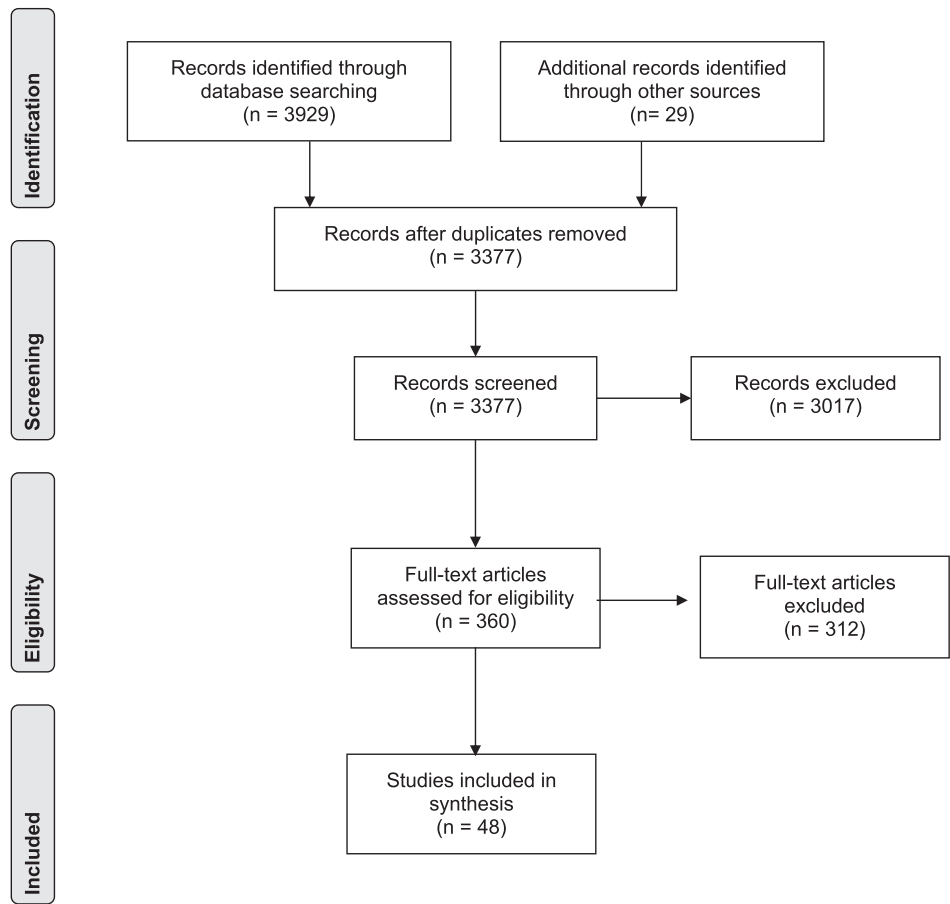 Identification
Records identified through
database searching
(n = 3929)
Additional records identified
through other sources
(n= 29)
Records after duplicates removed
(n = 3377)
Screening
Records screened
(n = 3377)
Records excluded
(n = 3017)
Eligibility
Full-text articles
assessed for eligibility
(n = 360)
Full-text articles
excluded
(n = 312)
Included
Studies included in
synthesis
(n = 48)